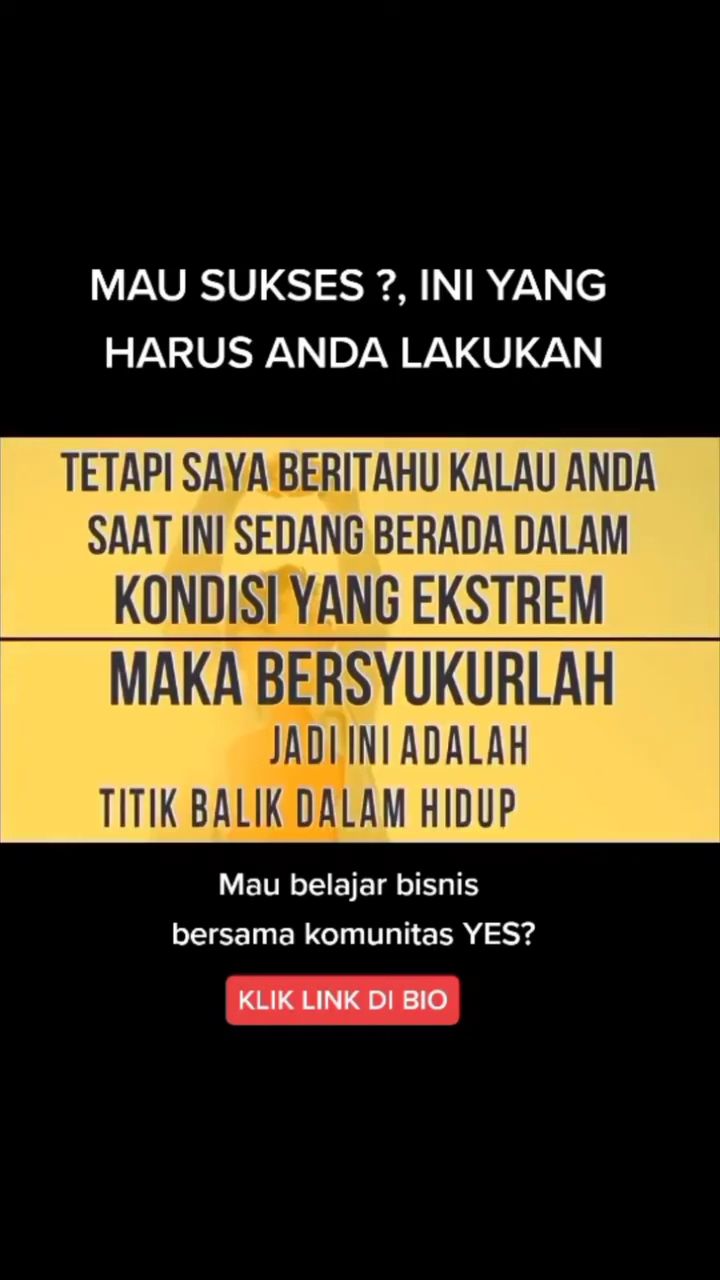 MAU SUKSES ?, INI YANG
HARUS ANDA LAKUKAN
TETAPI SAYA BERITAHU KALAU ANDA
SAAT INI SEDANG BERADA DALAM
KONDISI YANG EKSTREM
MAKA BERSYUKURLAH
JADI INI ADALAH
TITIK BALIK DALAM HIDUP
Mau belajar bisnis
bersama komunitas YES?
KLIK LINK DI BIO